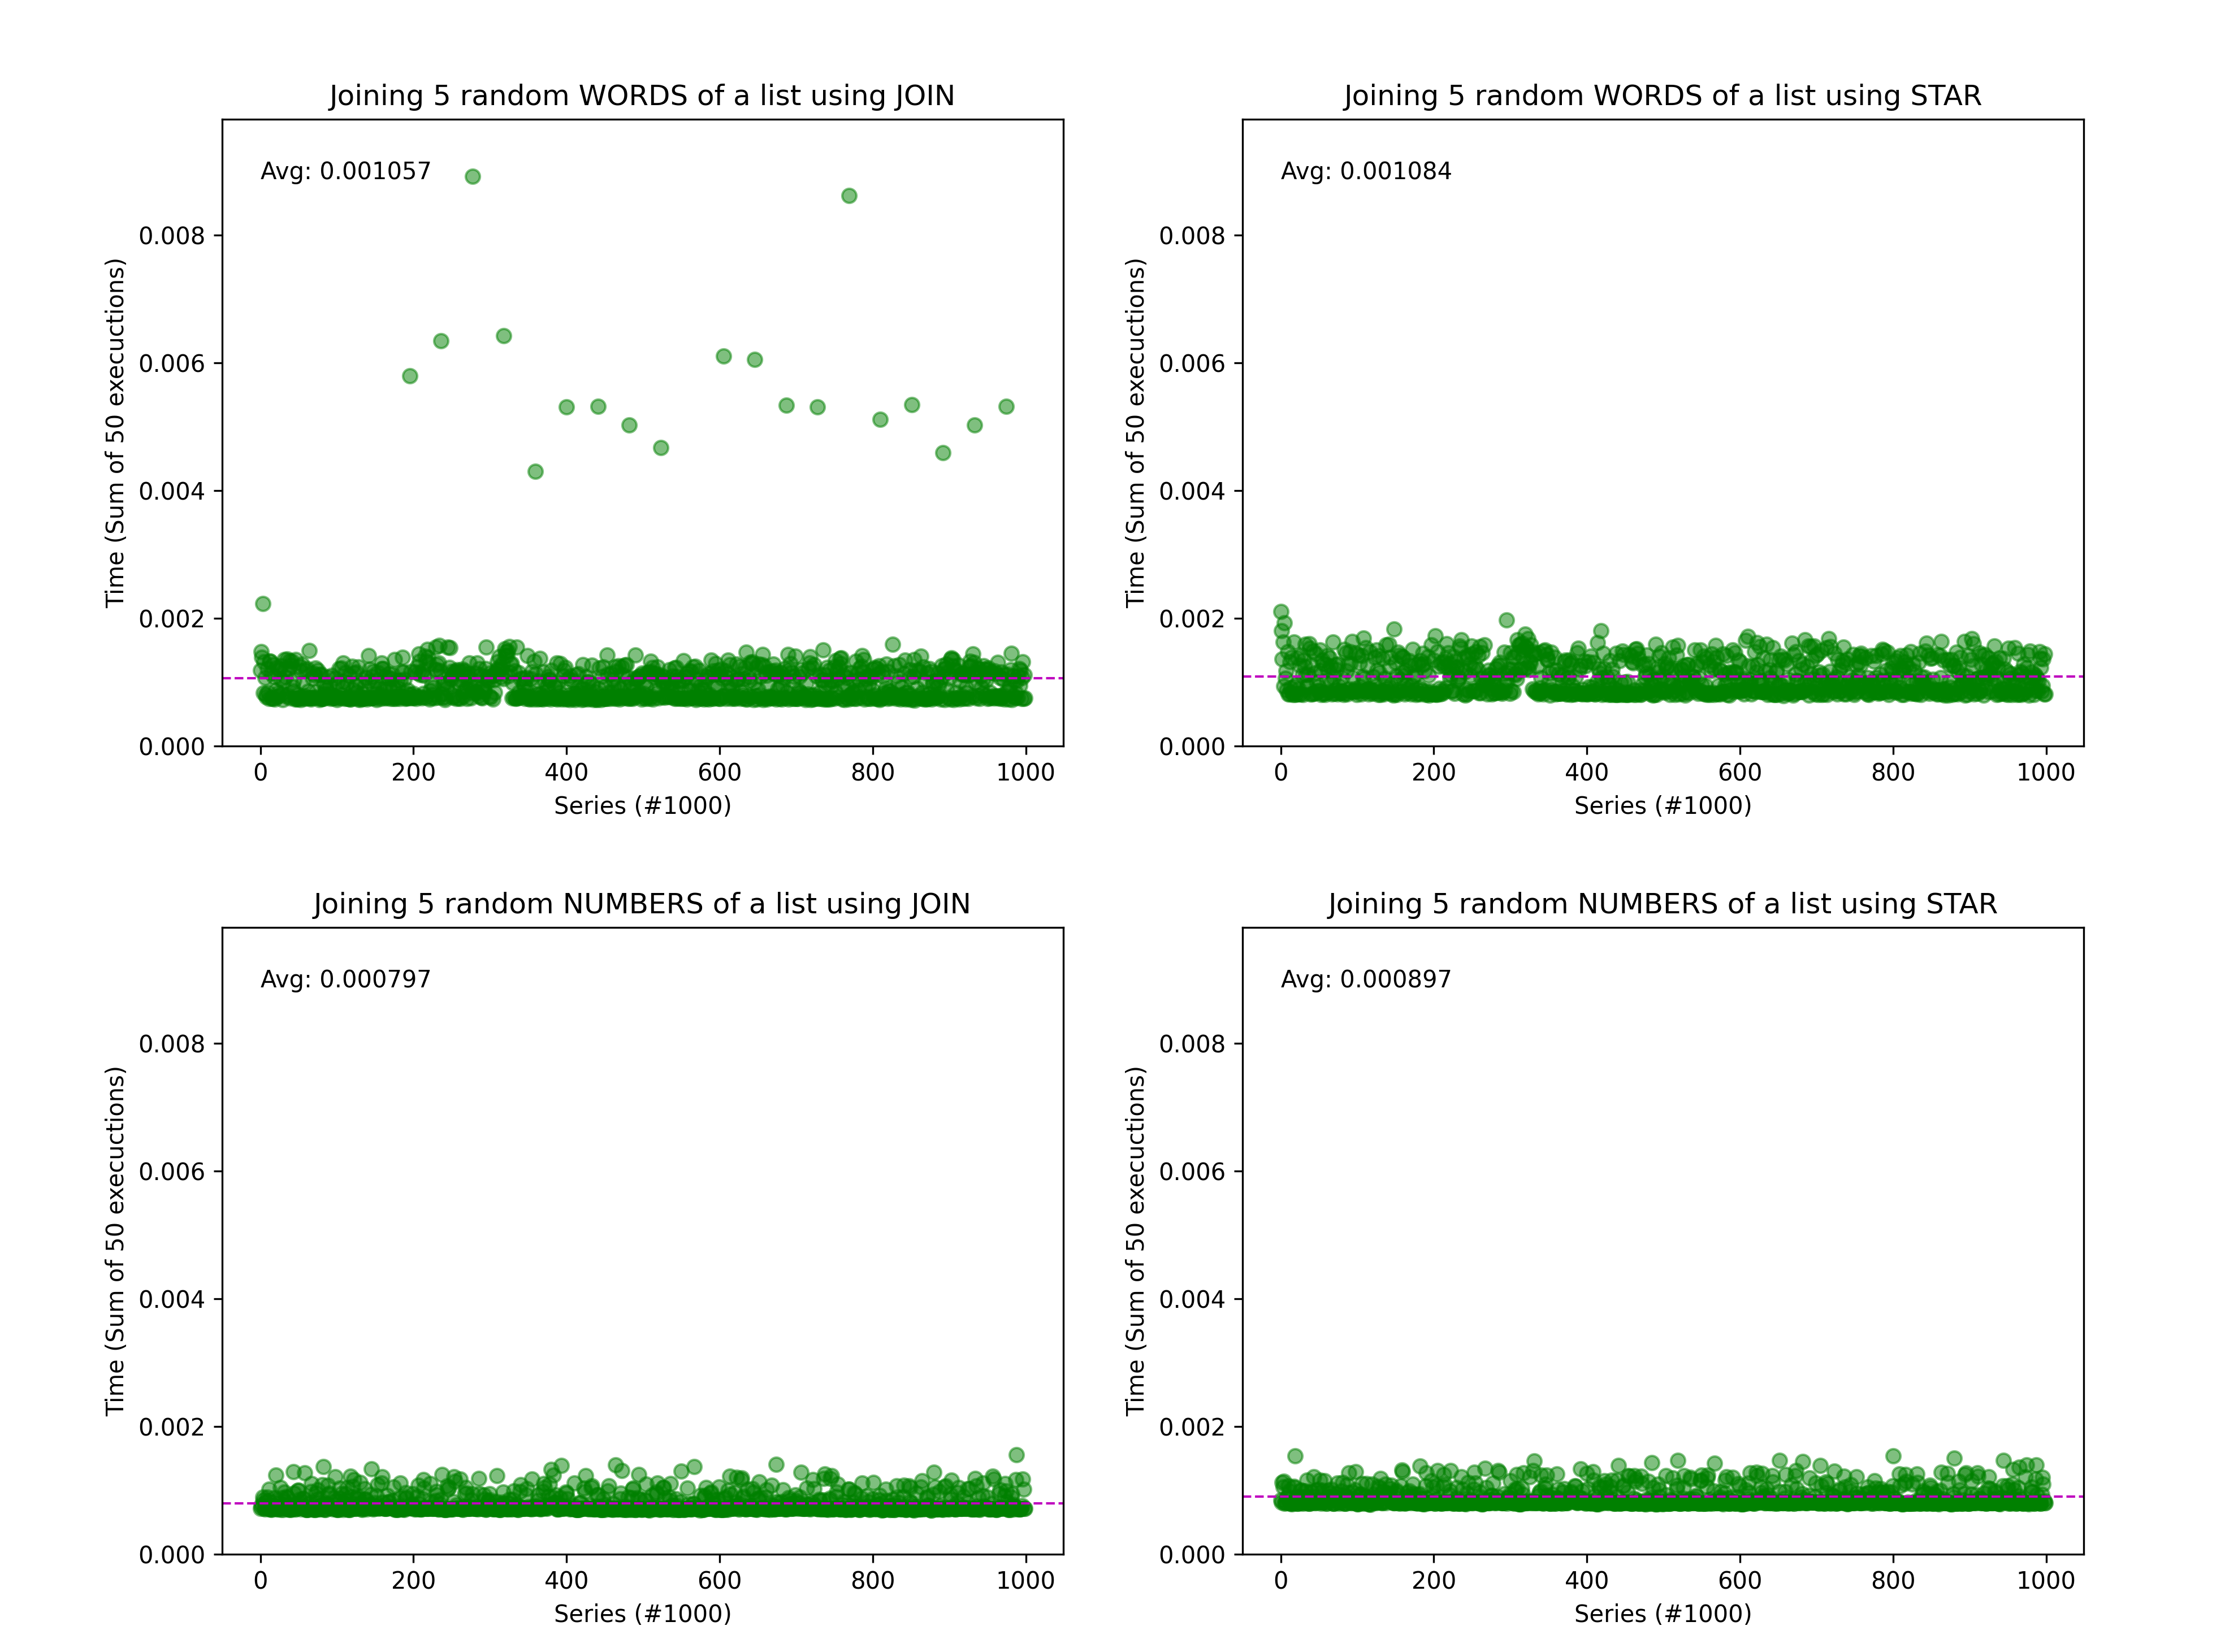 Joining 5 random WORDS of a list using JOIN
Avg: 0.001057
0.008
0.006
0.004
0.002
0.000
Time (Sum of 50 execuctions)
0 200 400 600 800 1000
Series (#1000)
Joining 5 random WORDS of a list using STAR
Avg: 0.001084
0.008
0.006
0.004
0.002
0.000
Time (Sum of 50 execuctions)
0 200 400 600 800 1000
Series (#1000)
Joining 5 random NUMBERS of a list using JOIN
Avg: 0.000797
0.008
0.006
0.004
0.002
0.000
Time (Sum of 50 execuctions)
0 200 400 600 800 1000
Series (#1000)
Joining 5 random NUMBERS of a list using STAR
Avg: 0.000897
0.008
0.006
0.004
0.002
0.000
Time (Sum of 50 execuctions)
0 200 400 600 800 1000
Series (#1000)